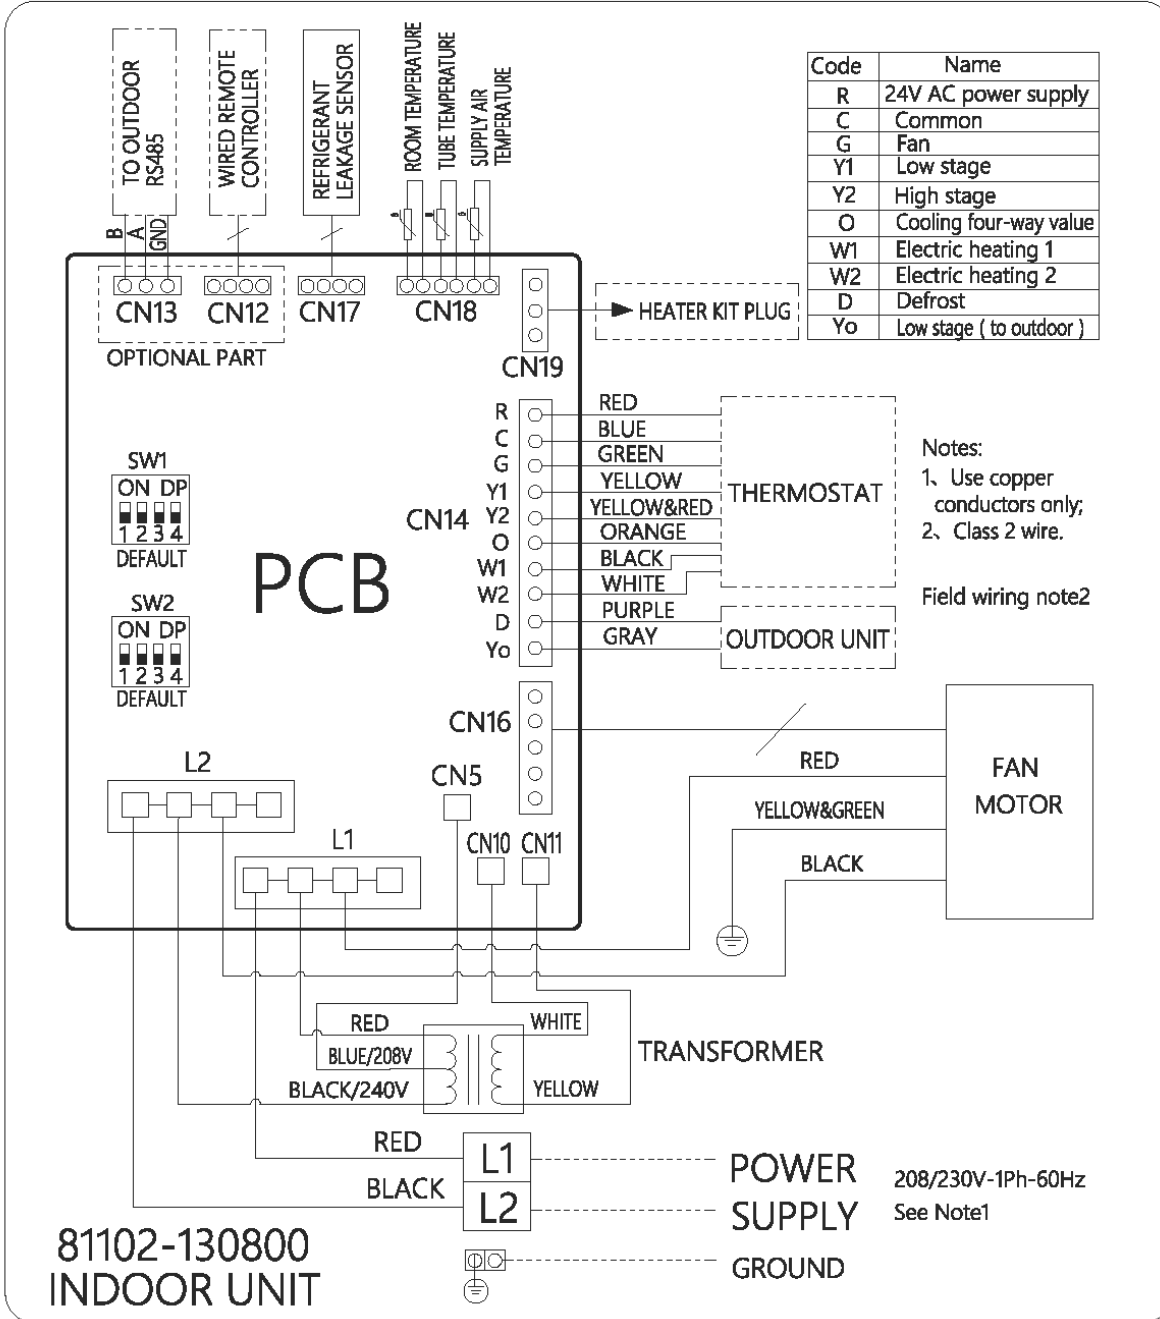 TO OUTDOOR
RS485
WIRED REMOTE
CONTROLLER
REFRIGERANT
LEAKAGE SENSOR
ROOM TEMPERATURE
TUBE TEMPERATURE
SUPPLY AIR
TEMPERATURE
B
A
GND
CN13
CN12
CN17
CN18
OPTIONAL PART
CN19
HEATER KIT PLUG
Code Name
R 24V AC power supply
C Common
G Fan
Y1 Low stage
Y2 High stage
O Cooling four-way value
W1 Electric heating 1
W2 Electric heating 2
D Defrost
Yo Low stage ( to outdoor )
SW1
ON DP
1 2 3 4
DEFAULT
SW2
ON DP
1 2 3 4
DEFAULT
PCB
CN14
R RED
C BLUE
G GREEN
Y1 YELLOW
Y2 YELLOW&RED
O ORANGE
W1 BLACK
W2 WHITE
D PURPLE
Yo GRAY
THERMOSTAT
OUTDOOR UNIT
Notes:
1、Use copper
conductors only;
2、Class 2 wire.
Field wiring note2
CN16
L2
CN5
L1
CN10
CN11
RED
YELLOW&GREEN
BLACK
FAN
MOTOR
RED
BLUE/208V
BLACK/240V
WHITE
YELLOW
TRANSFORMER
RED
BLACK
L1
L2
POWER
SUPPLY
208/230V-1Ph-60Hz
See Note1
GROUND
81102-130800
INDOOR UNIT